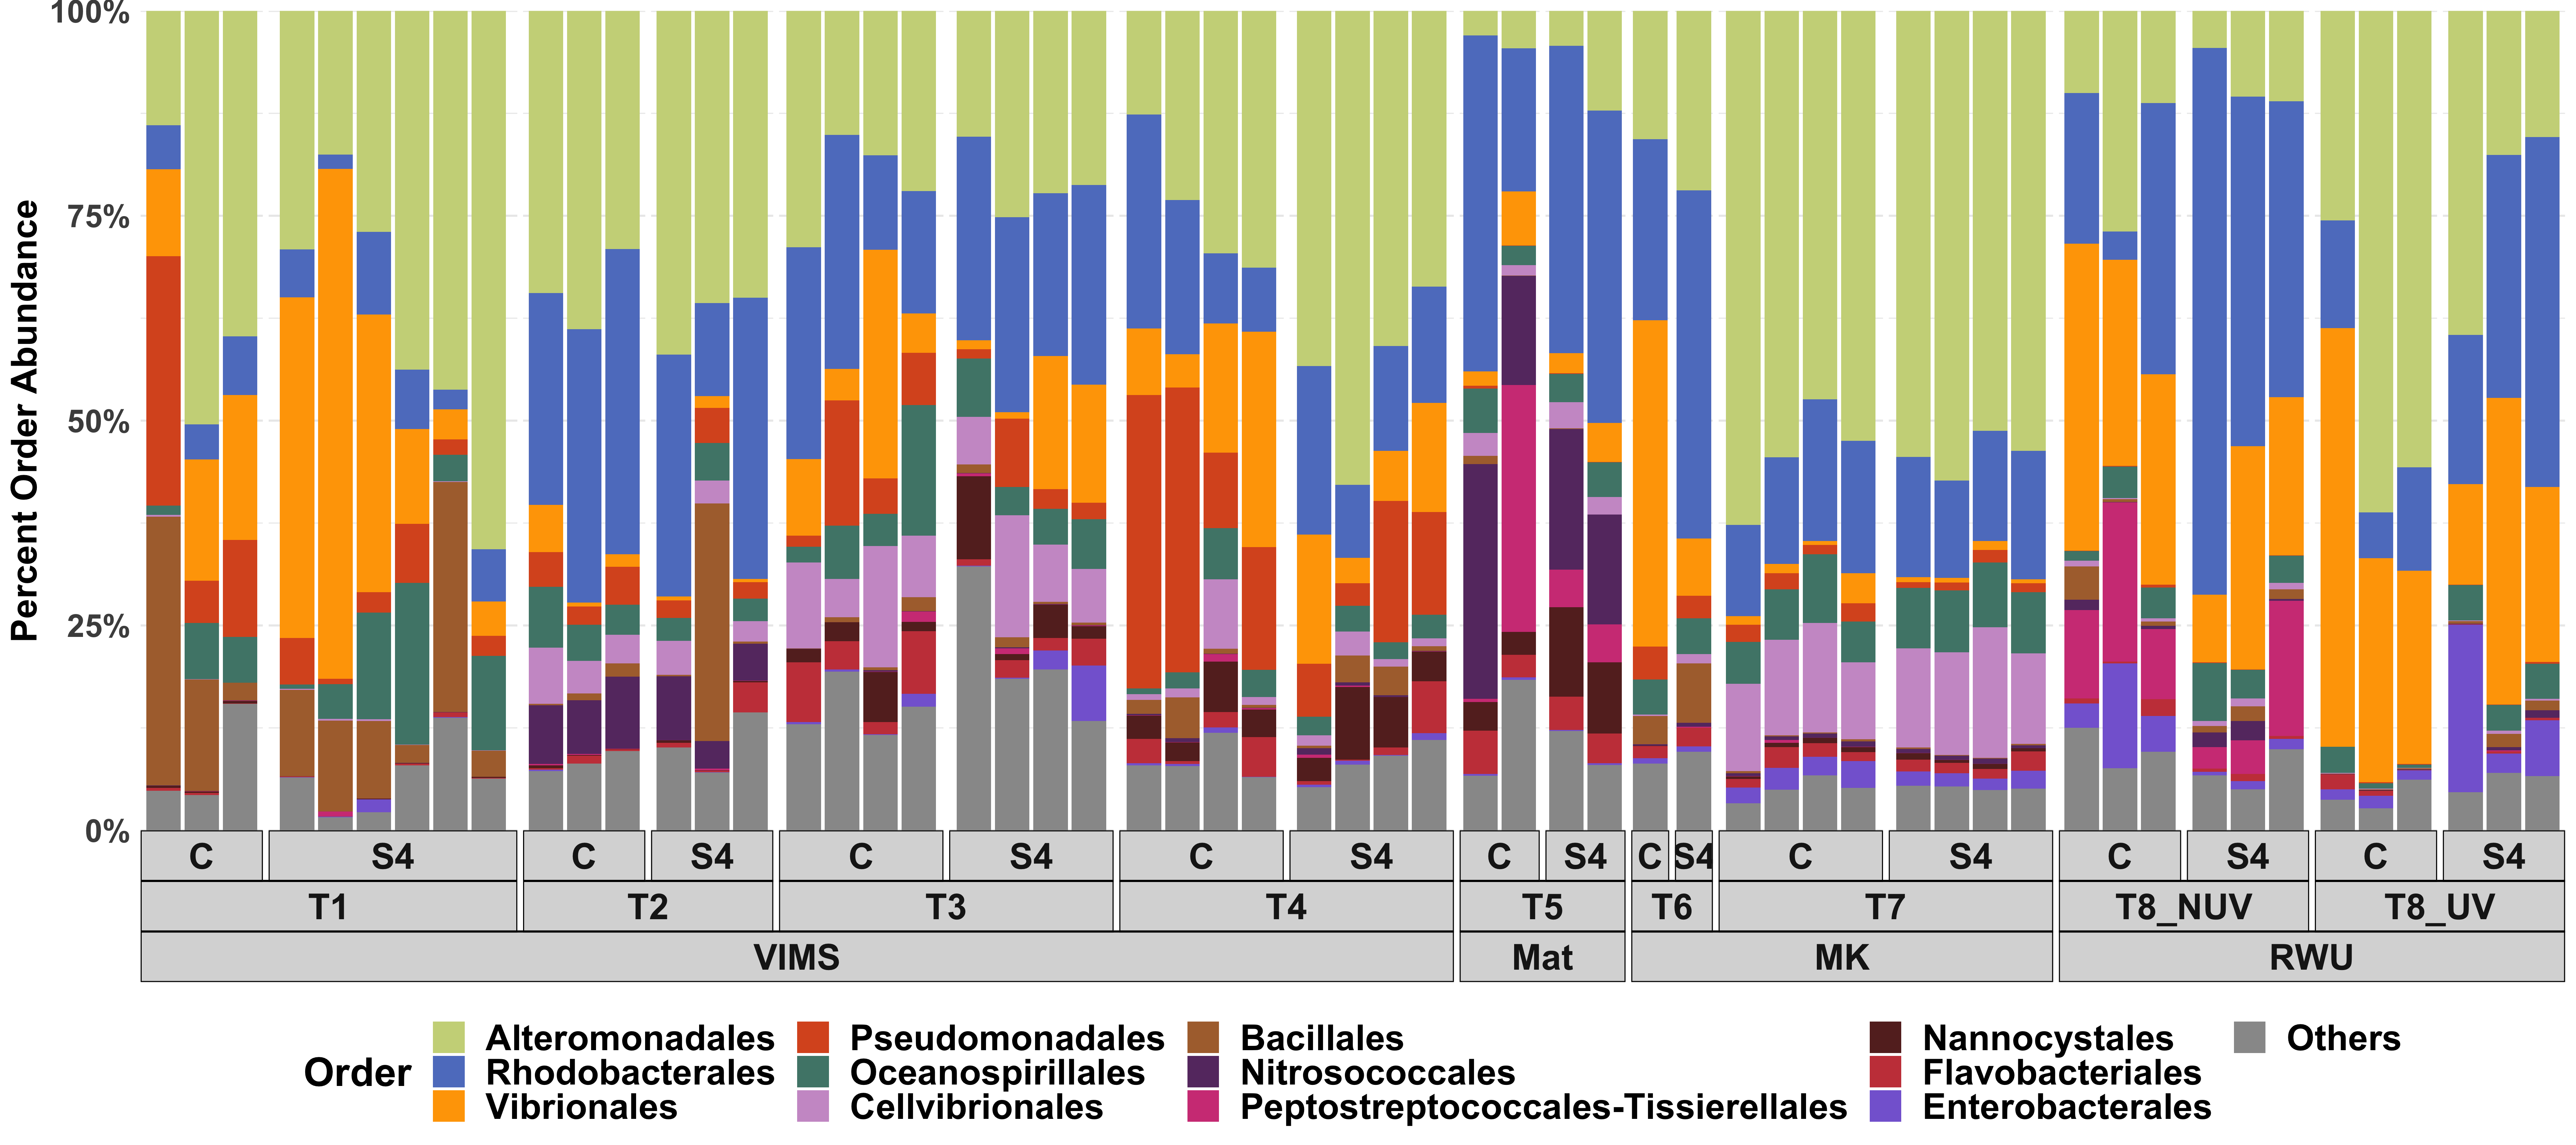 Percent Order Abundance
100%
75%
50%
25%
0%
C S4 C S4 C S4 C S4 C S4 C S4 C S4 C S4 C S4
T1 T2 T3 T4 T5 T6 T7 T8_NUV T8_UV
VIMS Mat MK RWU
Order
Alteromonadales Pseudomonadales Bacillales Nannocystales Others
Rhodobacterales Oceanospirillales Nitrosococcales Flavobacteriales
Vibrionales Cellvibrionales Peptostreptococcales-Tissierellales Enterobacterales